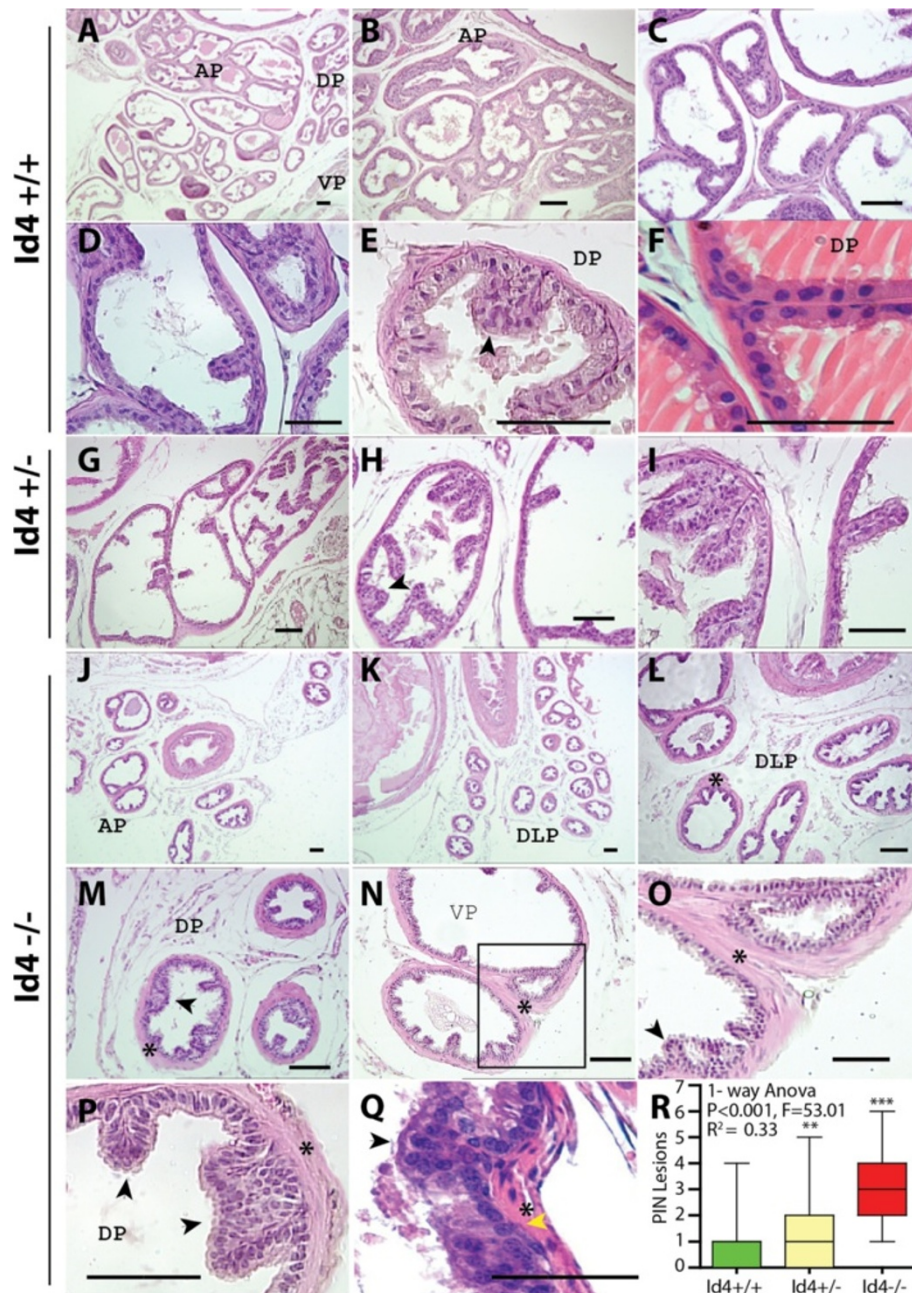 Id4 +/+
A
AP
DP
VP
B
AP
C
D
E
DP
F
DP
Id4 +/-
G
H
I
Id4 -/-
J
AP
K
DLP
L
DLP
*
M
DP
*
N
VP
*
O
*
P
DP
*
Q
*
R
1- way Anova
P<0.001, F=53.01
R²= 0.33
**
***
PIN Lesions
7
6
5
4
3
2
1
0
Id4+/+
Id4+/-
Id4-/-